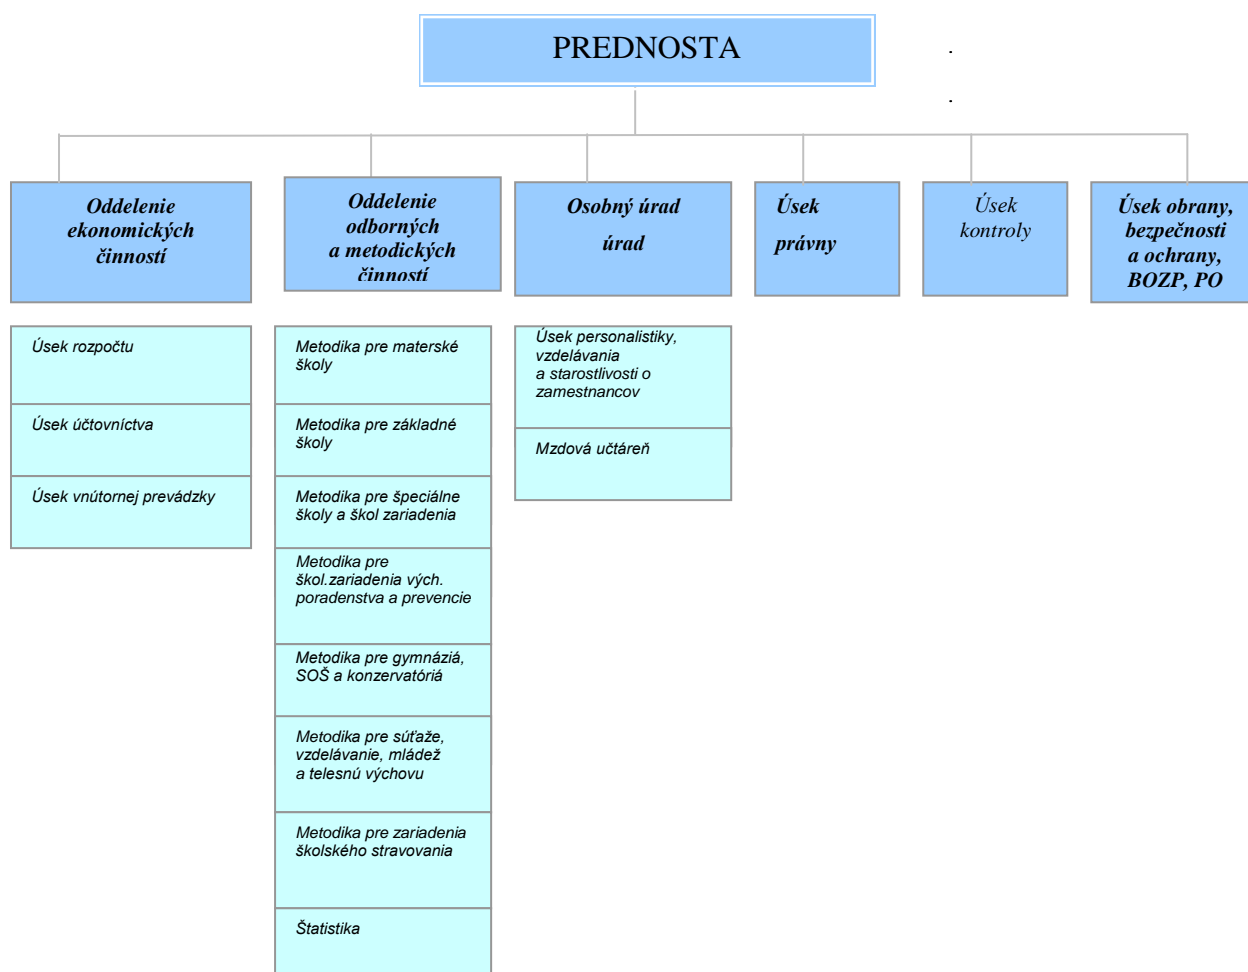 PREDNOSTA
.
.
Oddelenie
ekonomických
činností
Oddelenie
odborných
a metodických
činností
Osobný úrad
úrad
Úsek
právny
Úsek
kontroly
Úsek obrany,
bezpečnosti
a ochrany,
BOZP, PO
Úsek rozpočtu
Úsek účtovníctva
Úsek vnútornej prevádzky
Metodika pre materské
školy
Metodika pre základné
školy
Metodika pre špeciálne
školy a škol zariadenia
Metodika pre
škol.zariadenia vých.
poradenstva a prevencie
Metodika pre gymnáziá,
SOŠ a konzervatóriá
Metodika pre súťaže,
vzdelávanie, mládež
a telesnú výchovu
Metodika pre zariadenia
školského stravovania
Štatistika
Úsek personalistiky,
vzdelávania
a starostlivosti o
zamestnancov
Mzdová učtáreň